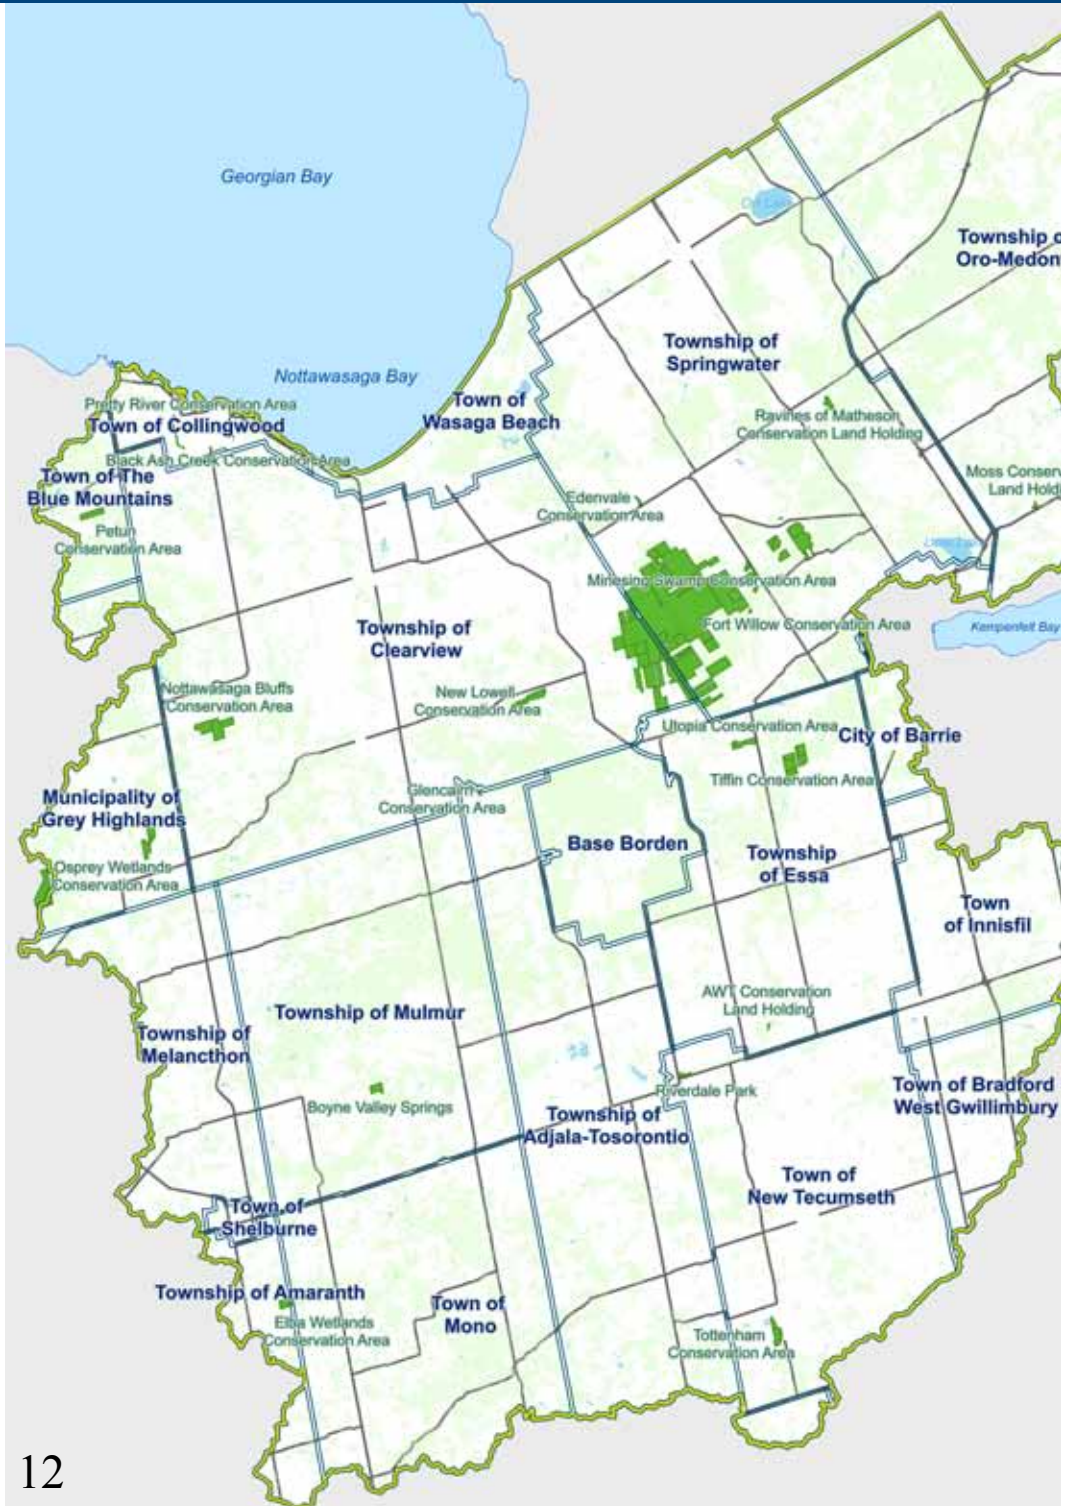 Georgian Bay
Orr Lake
Township o
Oro-Medon
Township of
Springwater
Nottawasaga Bay
Town of
Wasaga Beach
Pretty River Conservation Area
Town of Collingwood
Ravines of Matheson
Conservation Land Holding
Black Ash Creek Conservation Area
Town of The
Blue Mountains
Moss Conserv
Land Holdi
Edenvale
Conservation Area
Petun
Conservation Area
Little Lake
Minesing Swamp Conservation Area
Fort Willow Conservation Area
Kempenfelt Bay
Township of
Clearview
Nottawasaga Bluffs
Conservation Area
New Lowell
Conservation Area
Utopia Conservation Area
City of Barrie
Tiffin Conservation Area
Glencairn
Conservation Area
Municipality of
Grey Highlands
Base Borden
Township
of Essa
Osprey Wetlands
Conservation Area
Town
of Innisfil
AWT Conservation
Land Holding
Township of Mulmur
Township of
Melancthon
Riverdale Park
Town of Bradford
West Gwillimbury
Boyne Valley Springs
Township of
Adjala-Tosorontio
Town of
New Tecumseth
Town of
Shelburne
Township of Amaranth
Town of
Mono
Elba Wetlands
Conservation Area
Tottenham
Conservation Area
12